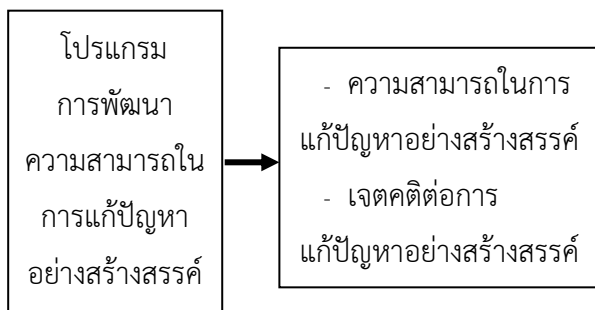 โปรแกรม
การพัฒนา
ความสามารถใน
การแก้ปัญหา
อย่างสร้างสรรค์
- ความสามารถในการ
แก้ปัญหาอย่างสร้างสรรค์
- เจตคติต่อการ
แก้ปัญหาอย่างสร้างสรรค์